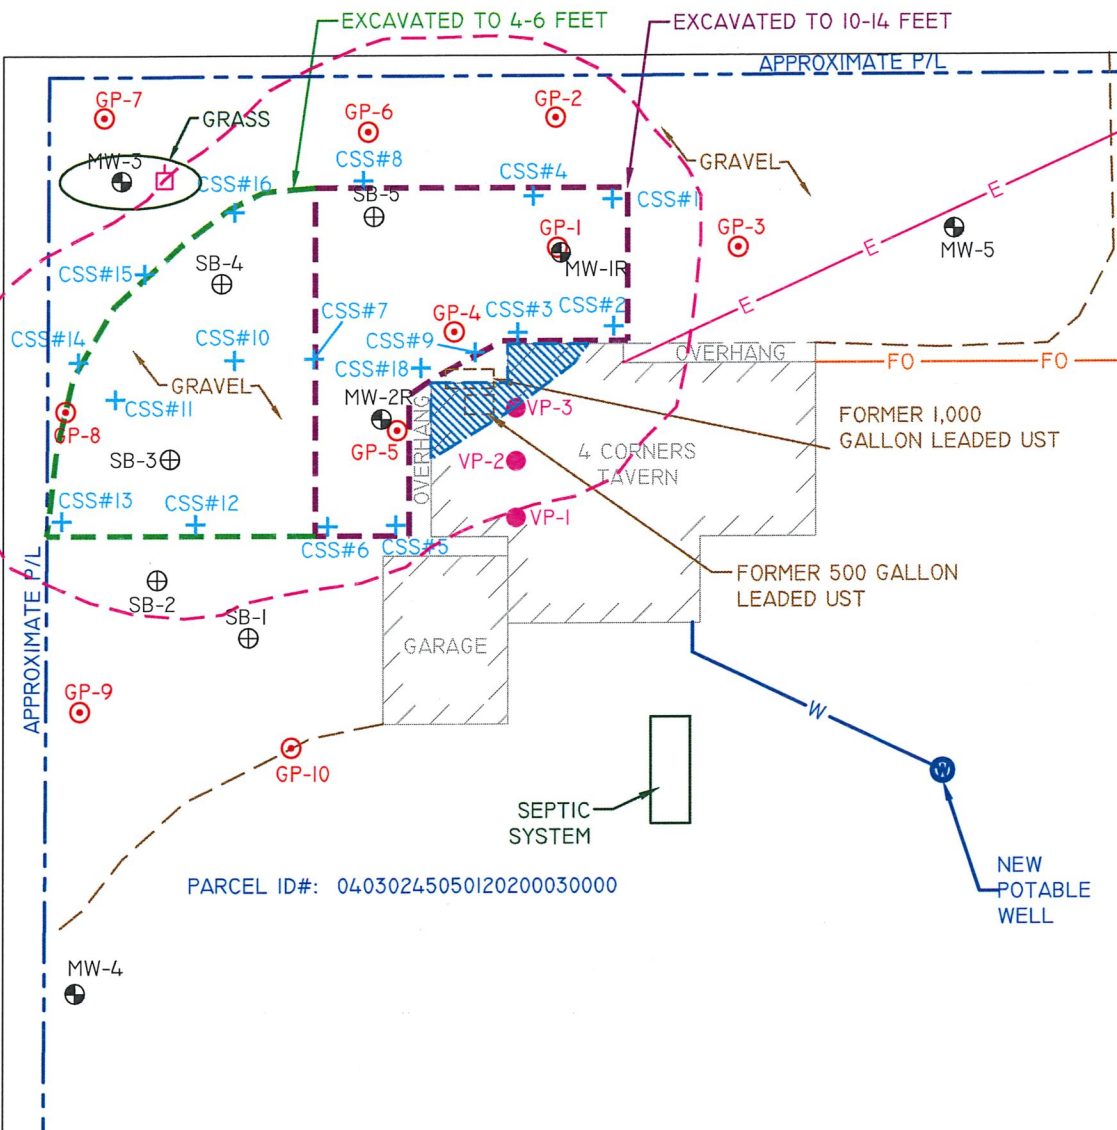 EXCAVATED TO 4-6 FEET
EXCAVATED TO 10-14 FEET
APPROXIMATE P/L
GP-7
GP-6
GP-2
GRASS
MW-3
CSS#8
CSS#4
GRAVEL
CSS#16
SB-5
CSS#1
E
GP-1
GP-3
MW-5
MW-1R
E
CSS#15
SB-4
E
CSS#14
CSS#10
CSS#7
GP-4
CSS#3
CSS#2
CSS#9
CSS#18
OVERHANG
FO
FO
GRAVEL
CSS#11
MW-2R
VP-3
FORMER 1,000
GALLON LEADED UST
GP-8
GP-5
OVERHANG
SB-3
VP-2
4 CORNERS
TAVERN
CSS#13
CSS#12
CSS#6
CSS#5
VP-1
FORMER 500 GALLON
LEADED UST
SB-2
SB-1
APPROXIMATE P/L
GARAGE
GP-9
GP-10
W
W
SEPTIC
SYSTEM
NEW
POTABLE
WELL
PARCEL ID#: 04030245050120200030000
MW-4